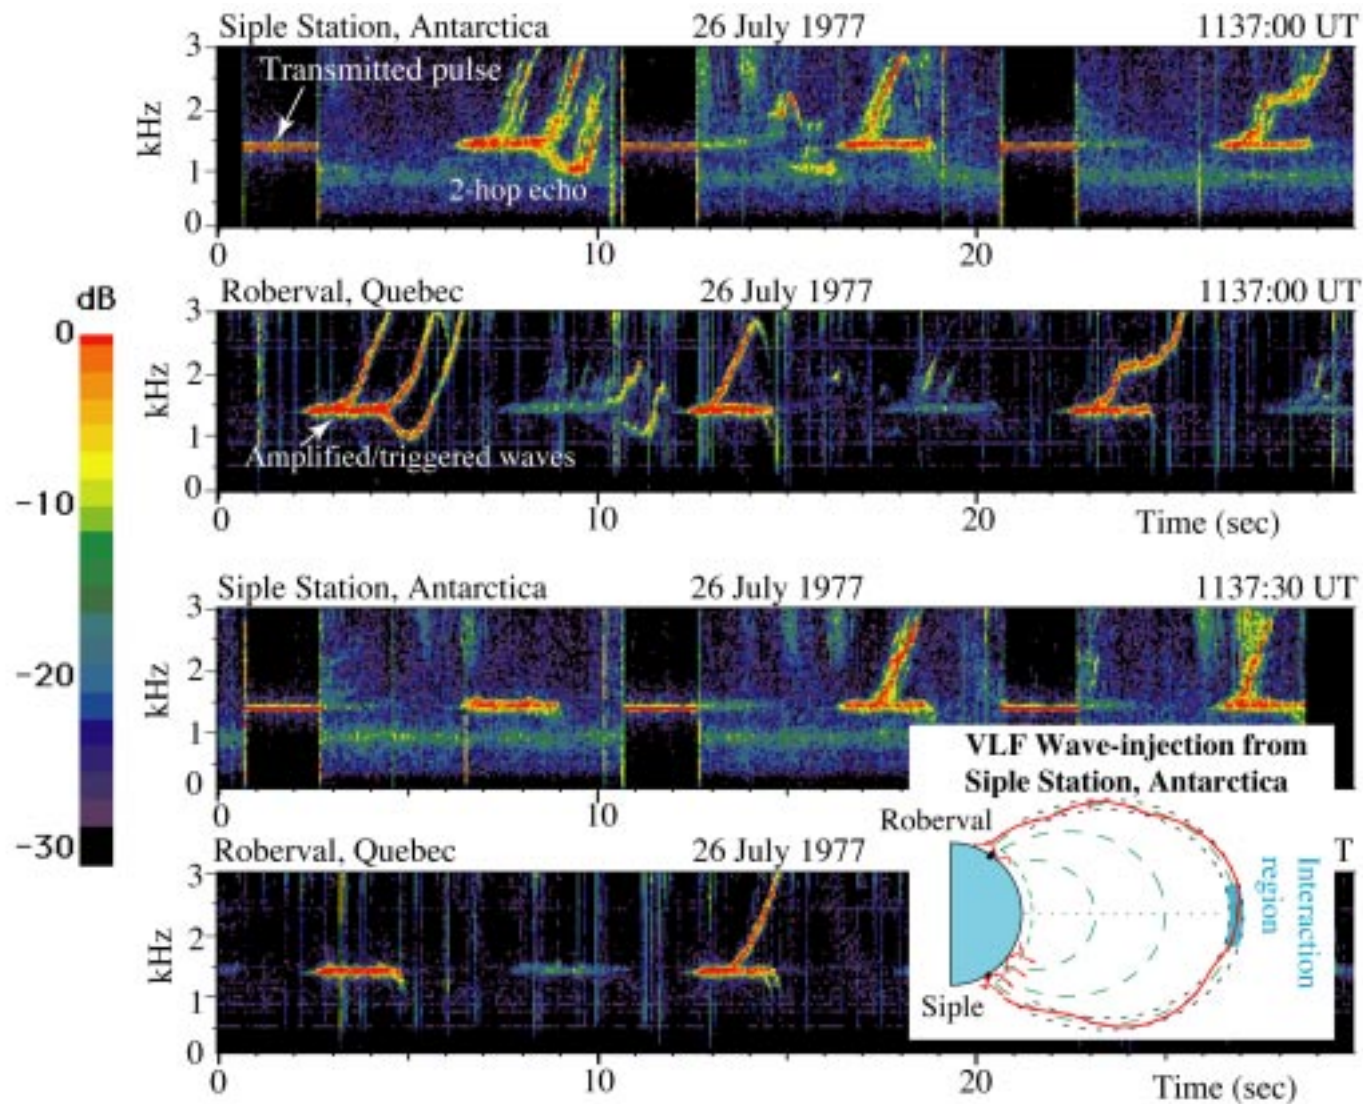 Siple Station, Antarctica 26 July 1977 1137:00 UT
3
Transmitted pulse
2
kHz
1
2-hop echo
0
0 10 20
Roberval, Quebec 26 July 1977 1137:00 UT
dB
0
-10
-20
-30
3
2
kHz
1
Amplified/triggered waves
0
0 10 20 Time (sec)
Siple Station, Antarctica 26 July 1977 1137:30 UT
3
2
kHz
1
0
0 10
Roberval, Quebec 26 July 1977 T
3
2
kHz
1
0
0 10 20 Time (sec)
VLF Wave-injection from
Siple Station, Antarctica
Roberval
Interaction
region
Siple